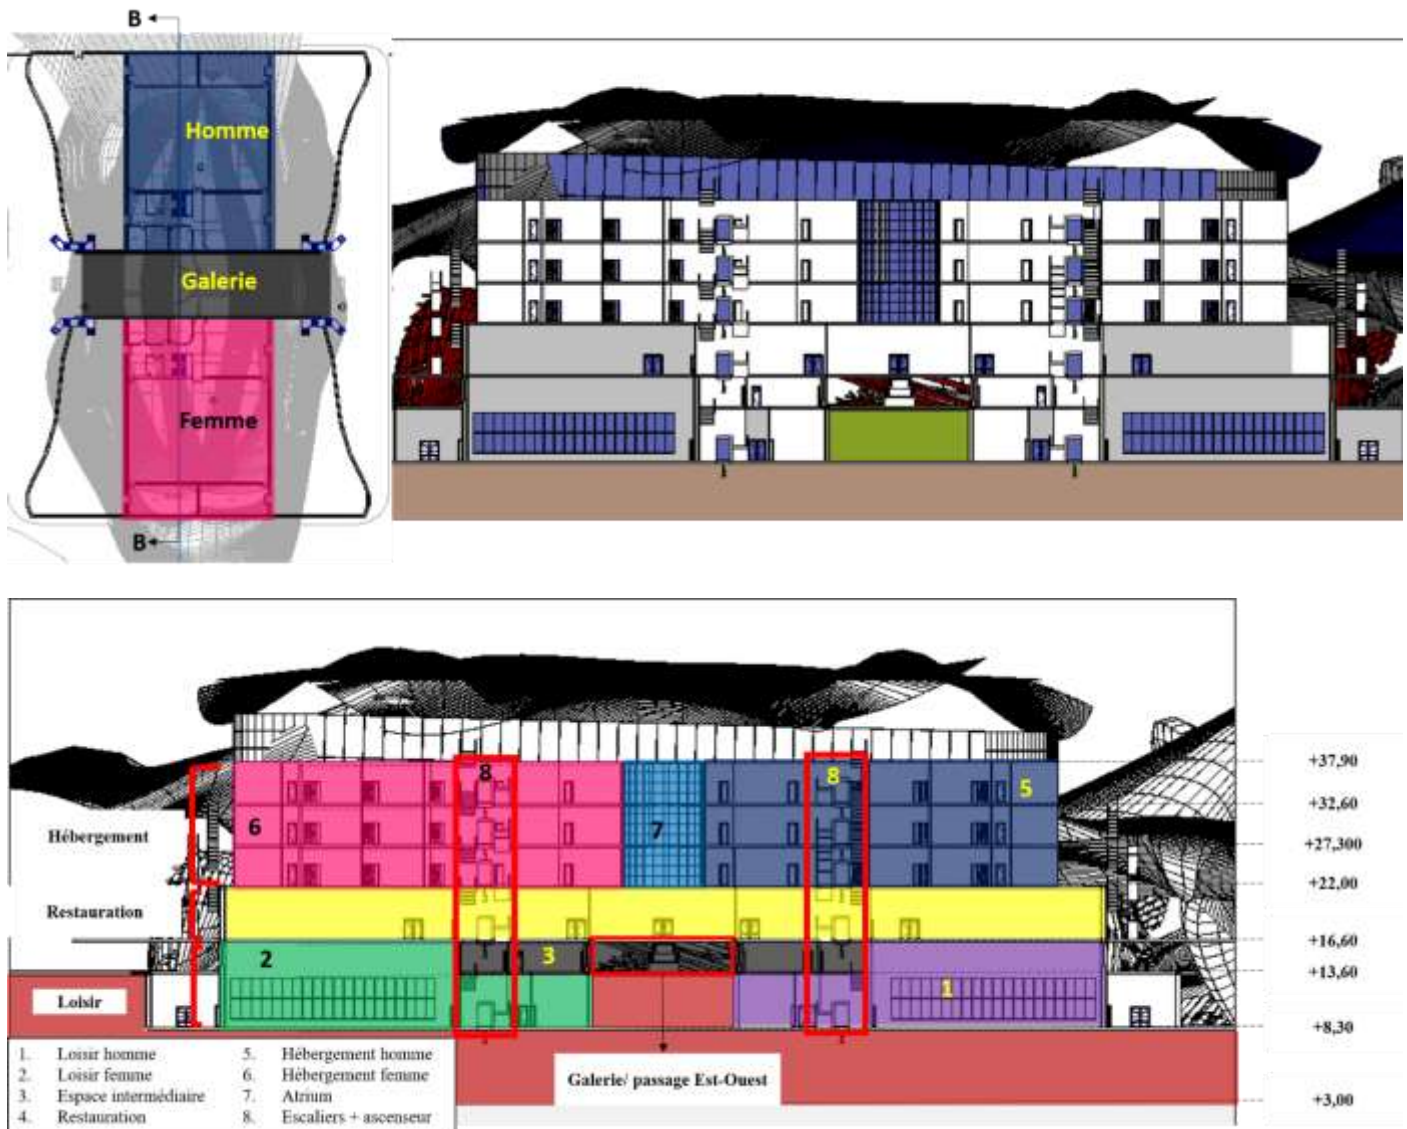 B
Homme
Galerie
Femme
B
8
8
5
6
7
Hébergement
Restauration
2
3
1
Loisir
+37,90
+32,60
+27,300
+22,00
+16,60
+13,60
+8,30
+3,00
1. Loisir homme
2. Loisir femme
3. Espace intermédiaire
4. Restauration
5. Hébergement homme
6. Hébergement femme
7. Atrium
8. Escaliers + ascenseur
Galerie/ passage Est-Ouest